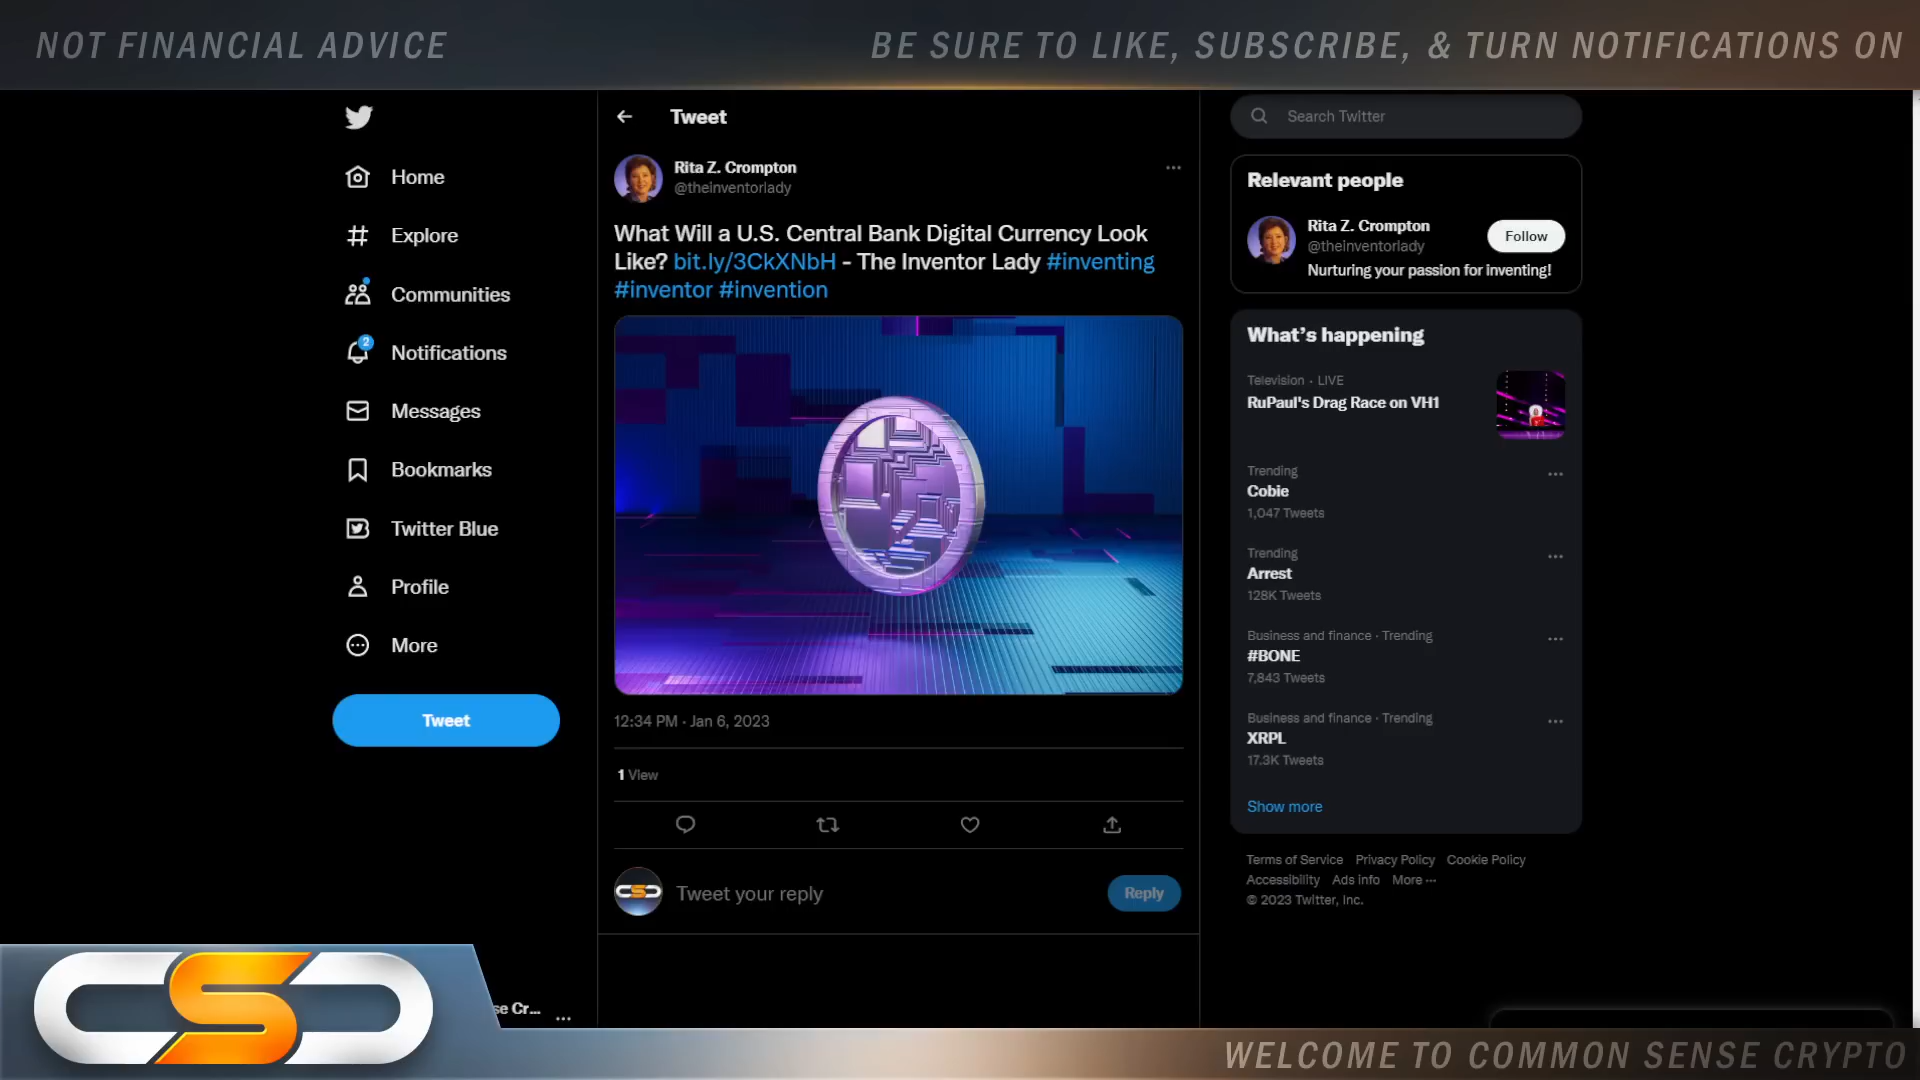 NOT FINANCIAL ADVICE
BE SURE TO LIKE, SUBSCRIBE, & TURN NOTIFICATIONS ON
Home
Explore
Communities
2
Notifications
Messages
Bookmarks
Twitter Blue
Profile
More
Tweet
se Cr...
Tweet
Rita Z. Crompton
@theinventorlady
What Will a U.S. Central Bank Digital Currency Look
Like? bit.ly/3CkXNbH - The Inventor Lady #inventing
#inventor #invention
12:34 PM · Jan 6, 2023
1 View
Tweet your reply
Reply
Search Twitter
Relevant people
Rita Z. Crompton
@theinventorlady
Follow
Nurturing your passion for inventing!
What's happening
Television · LIVE
RuPaul's Drag Race on VH1
Trending
Cobie
1,047 Tweets
Trending
Arrest
128K Tweets
Business and finance · Trending
#BONE
7,843 Tweets
Business and finance · Trending
XRPL
17.3K Tweets
Show more
Terms of Service Privacy Policy Cookie Policy
Accessibility Ads info More ···
© 2023 Twitter, Inc.
CSC
WELCOME TO COMMON SENSE CRYPTO